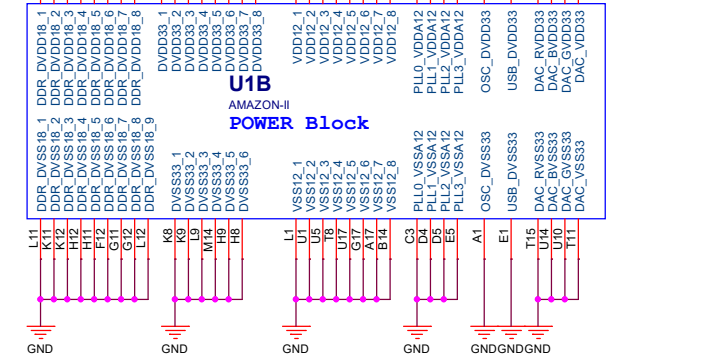 DDR_DVDD18_1
DDR_DVDD18_2
DDR_DVDD18_3
DDR_DVDD18_4
DDR_DVDD18_5
DDR_DVDD18_6
DDR_DVDD18_7
DDR_DVDD18_8
DVDD33_1
DVDD33_2
DVDD33_3
DVDD33_4
DVDD33_5
DVDD33_6
DVDD33_7
DVDD33_8
VDD12_1
VDD12_2
VDD12_3
VDD12_4
VDD12_5
VDD12_6
VDD12_7
VDD12_8
PLL0_VDDA12
PLL1_VDDA12
PLL2_VDDA12
PLL3_VDDA12
OSC_DVDD33
USB_DVDD33
DAC_RVDD33
DAC_BVDD33
DAC_GVDD33
DAC_VDD33
U1B
AMAZON-II
POWER Block
DDR_DVSS18_1
DDR_DVSS18_2
DDR_DVSS18_3
DDR_DVSS18_4
DDR_DVSS18_5
DDR_DVSS18_6
DDR_DVSS18_7
DDR_DVSS18_8
DDR_DVSS18_9
DVSS33_1
DVSS33_2
DVSS33_3
DVSS33_4
DVSS33_5
DVSS33_6
VSS12_1
VSS12_2
VSS12_3
VSS12_4
VSS12_5
VSS12_6
VSS12_7
VSS12_8
PLL0_VSSA12
PLL1_VSSA12
PLL2_VSSA12
PLL3_VSSA12
OSC_DVSS33
USB_DVSS33
DAC_RVSS33
DAC_BVSS33
DAC_GVSS33
DAC_VSS33
L11
K11
K12
H12
H11
F12
G11
G12
L12
K8
K9
L9
M14
H9
H8
L1
U1
U5
T8
U17
G17
A17
B14
C3
D4
D5
E5
A1
E1
T15
U14
U10
T11
GND
GND
GND
GND
GND
GND
GND